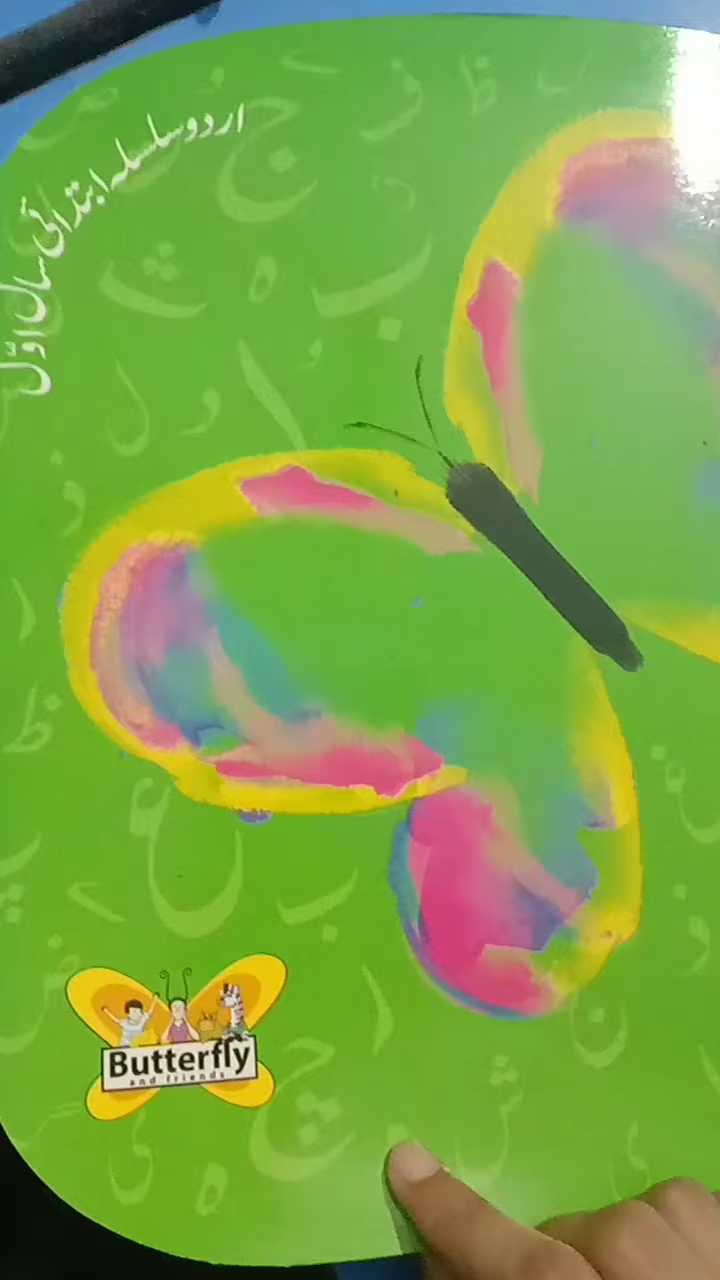 اردو سلسلہ ابتدائی سال اوّل
ر ظ ف و ص
ج
ب ہ ث
و ا و ل
و
ر
ظ
ع
ب
ض
ا
ن
چ
ش
ی
ہ ی
Butterfly
and friends